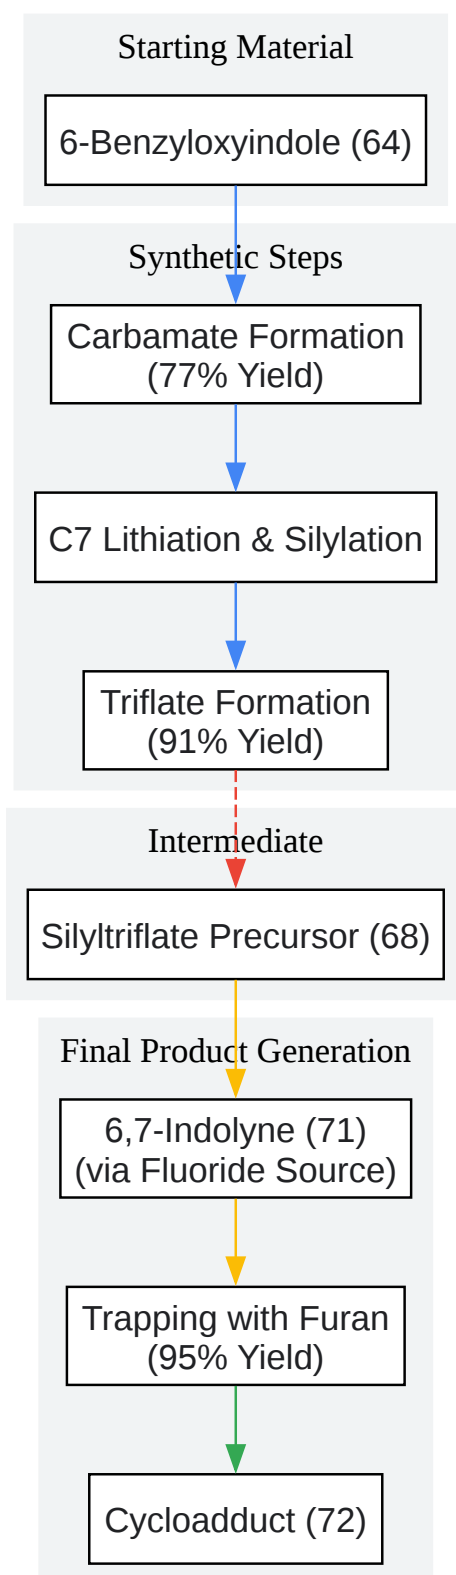 Starting Material
6-Benzyloxyindole (64)
Synthetic Steps
Carbamate Formation
(77% Yield)
C7 Lithiation & Silylation
Triflate Formation
(91% Yield)
Intermediate
Silyltriflate Precursor (68)
Final Product Generation
6,7-Indolyne (71)
(via Fluoride Source)
Trapping with Furan
(95% Yield)
Cycloadduct (72)